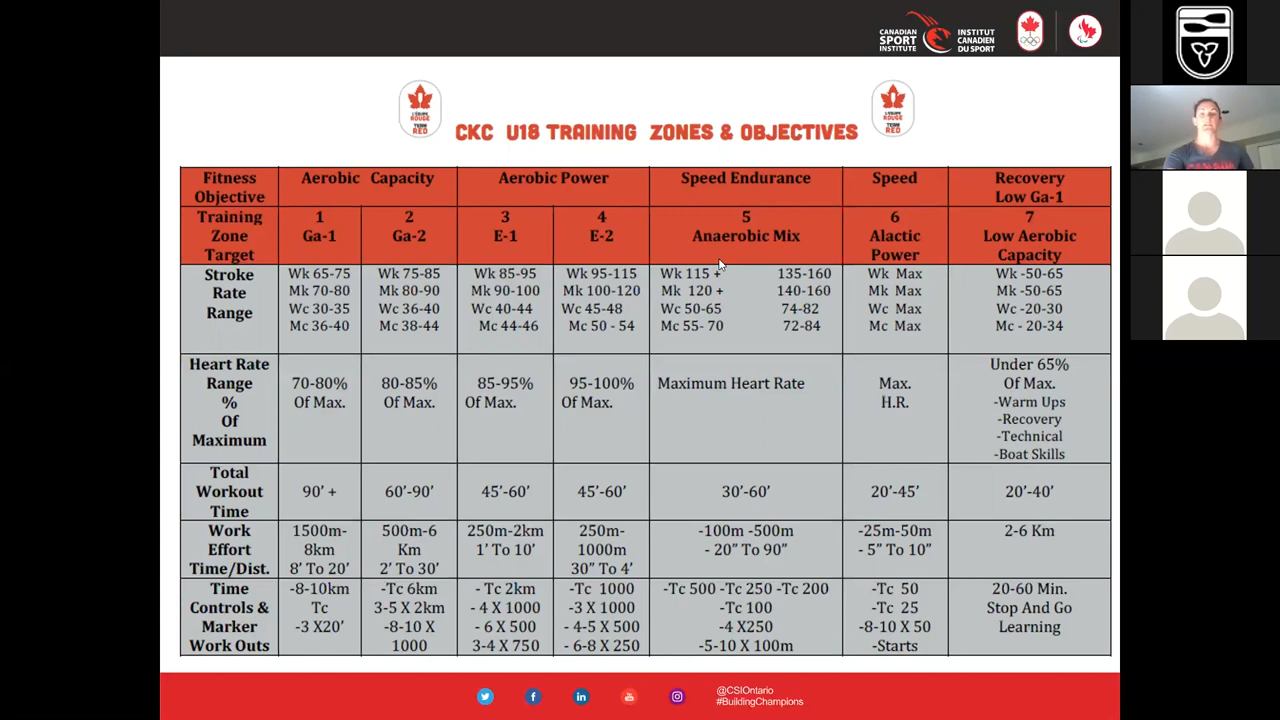 CANADIAN SPORT INSTITUTE
INSTITUT CANADIEN DU SPORT
L'ÉQUIPE ROUGE TEAM RED
CKC U18 TRAINING ZONES & OBJECTIVES
L'ÉQUIPE ROUGE TEAM RED
Fitness Objective
Aerobic Capacity
Aerobic Power
Speed Endurance
Speed
Recovery Low Ga-1
Training Zone Target
1 Ga-1
2 Ga-2
3 E-1
4 E-2
5 Anaerobic Mix
6 Alactic Power
7 Low Aerobic Capacity
Stroke Rate Range
Wk 65-75
Mk 70-80
Wc 30-35
Mc 36-40
Wk 75-85
Mk 80-90
Wc 36-40
Mc 38-44
Wk 85-95
Mk 90-100
Wc 40-44
Mc 44-46
Wk 95-115
Mk 100-120
Wc 45-48
Mc 50 - 54
Wk 115 + 135-160
Mk 120 + 140-160
Wc 50-65 74-82
Mc 55- 70 72-84
Wk Max
Mk Max
Wc Max
Mc Max
Wk -50-65
Mk -50-65
Wc -20-30
Mc - 20-34
Heart Rate Range % Of Maximum
70-80% Of Max.
80-85% Of Max.
85-95% Of Max.
95-100% Of Max.
Maximum Heart Rate
Max. H.R.
Under 65% Of Max.
-Warm Ups
-Recovery
-Technical
-Boat Skills
Total Workout Time
90’ +
60’-90’
45’-60’
45’-60’
30’-60’
20’-45’
20’-40’
Work Effort Time/Dist.
1500m-8km
8’ To 20’
500m-6 Km
2’ To 30’
250m-2km
1’ To 10’
250m-1000m
30” To 4’
-100m -500m
- 20” To 90”
-25m-50m
- 5” To 10”
2-6 Km
Time Controls & Marker Work Outs
-8-10km Tc
-3 X20’
-Tc 6km
3-5 X 2km
-8-10 X 1000
- Tc 2km
- 4 X1000
- 6 X 500
3-4 X 750
-Tc 1000
-3 X 1000
- 4-5 X 500
- 6-8 X 250
-Tc 500 -Tc 250 -Tc 200
-Tc 100
-4 X250
-5-10 X 100m
-Tc 50
-Tc 25
-8-10 X 50
-Starts
20-60 Min.
Stop And Go
Learning
@CSIOntario
#BuildingChampions